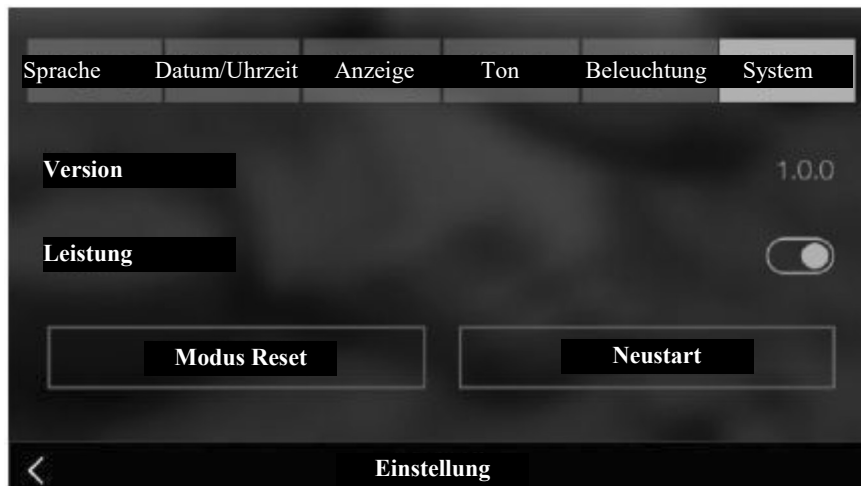 Sprache Datum/Uhrzeit Anzeige Ton Beleuchtung System
Version 1.0.0
Leistung
Modus Reset Neustart
Einstellung